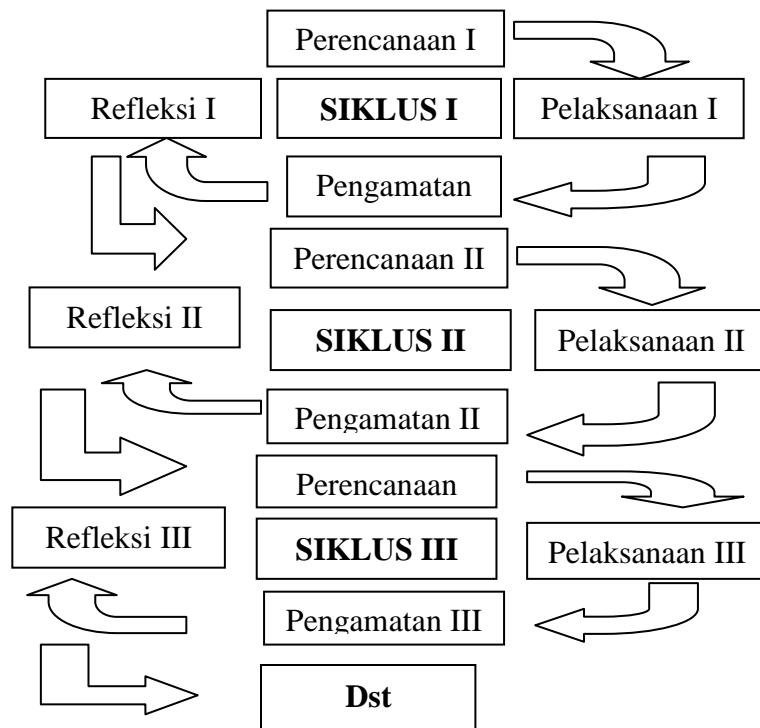 Perencanaan I
Refleksi I
SIKLUS I
Pelaksanaan I
Pengamatan
Perencanaan II
Refleksi II
SIKLUS II
Pelaksanaan II
Pengamatan II
Perencanaan
Refleksi III
SIKLUS III
Pelaksanaan III
Pengamatan III
Dst